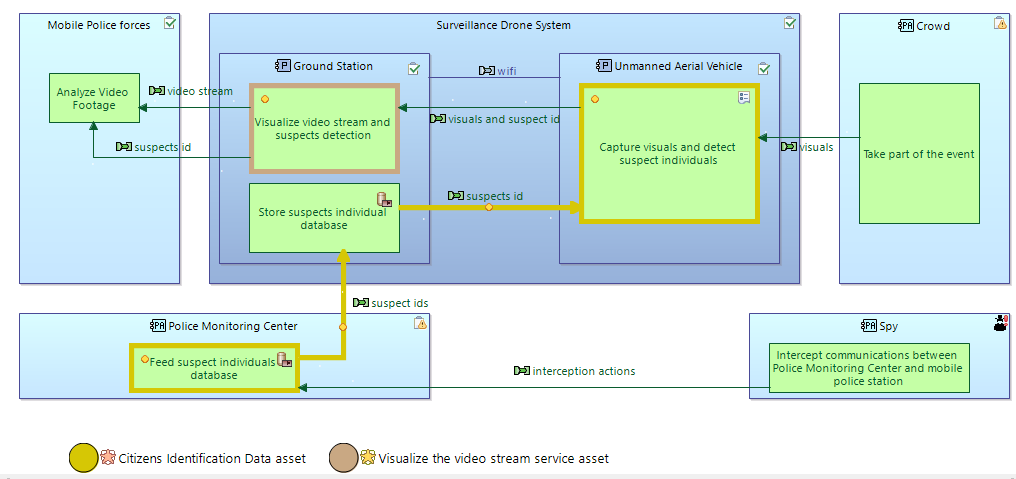 Mobile Police forces
Surveillance Drone System
PA Crowd
P Ground Station
P Unmanned Aerial Vehicle
wifi
Analyze Video
Footage
video stream
Visualize video stream and
suspects detection
visuals and suspect id
Capture visuals and detect
suspect individuals
visuals
Take part of the event
suspects id
Store suspects individual
database
suspects id
suspect ids
PA Police Monitoring Center
Feed suspect individuals
database
interception actions
PA Spy
Intercept communications between
Police Monitoring Center and mobile
police station
Citizens Identification Data asset
Visualize the video stream service asset